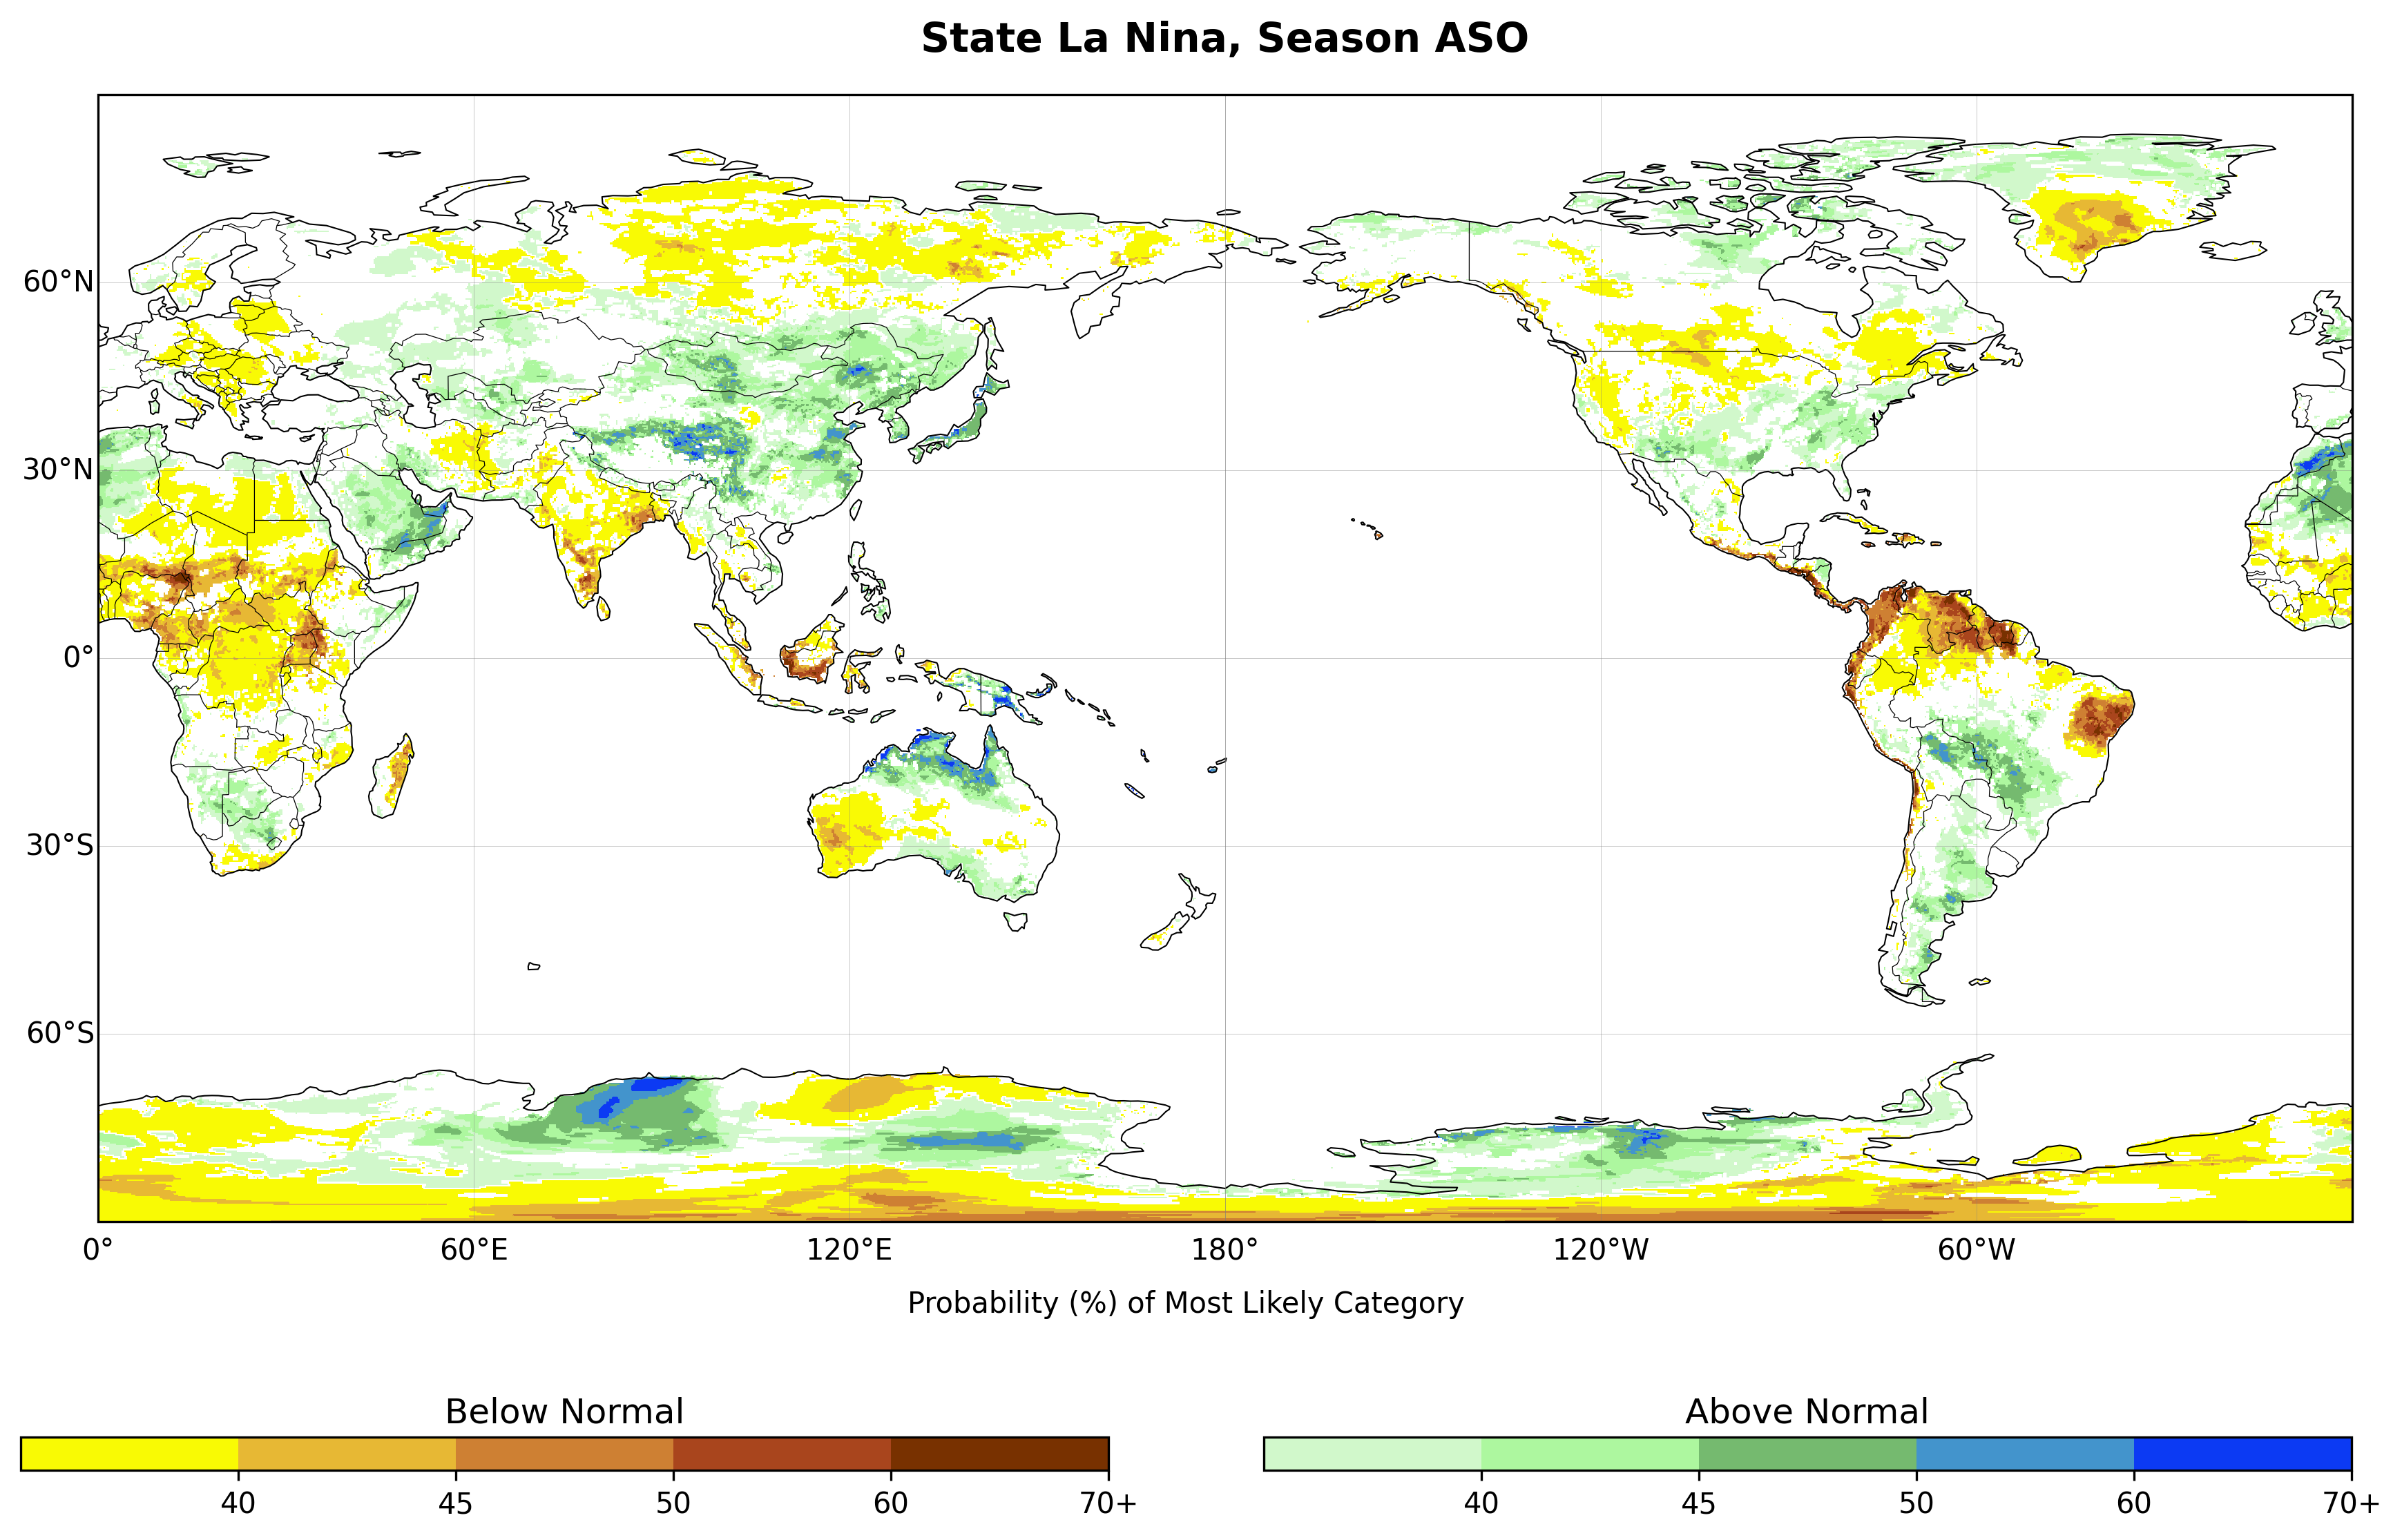 State La Nina, Season ASO
60°N
30°N
0°
30°S
60°S
0° 60°E 120°E 180° 120°W 60°W
Probability (%) of Most Likely Category
Below Normal Above Normal
40 45 50 60 70+ 40 45 50 60 70+